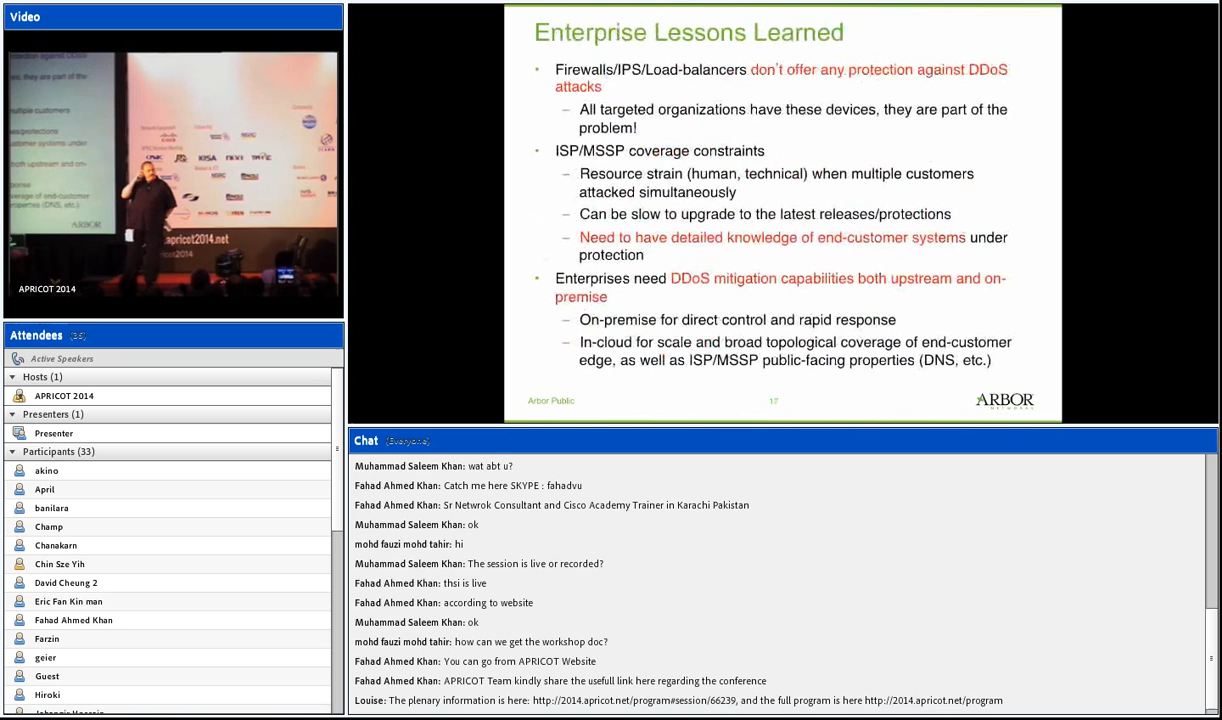 Video
apricot2014.net
ARBOR
KISA
APRICOT 2014
Attendees (35)
Active Speakers
Hosts (1)
APRICOT 2014
Presenters (1)
Presenter
Participants (33)
akino
April
banilara
Champ
Chanakarn
Chin Sze Yih
David Cheung 2
Eric Fan Kin man
Fahad Ahmed Khan
Farzin
geier
Guest
Hiroki
Enterprise Lessons Learned
• Firewalls/IPS/Load-balancers don't offer any protection against DDoS
attacks
– All targeted organizations have these devices, they are part of the
problem!
• ISP/MSSP coverage constraints
– Resource strain (human, technical) when multiple customers
attacked simultaneously
– Can be slow to upgrade to the latest releases/protections
– Need to have detailed knowledge of end-customer systems under
protection
• Enterprises need DDoS mitigation capabilities both upstream and on-
premise
– On-premise for direct control and rapid response
– In-cloud for scale and broad topological coverage of end-customer
edge, as well as ISP/MSSP public-facing properties (DNS, etc.)
Arbor Public
17
ARBOR
NETWORKS
Chat (Everyone)
Muhammad Saleem Khan: wat abt u?
Fahad Ahmed Khan: Catch me here SKYPE : fahadvu
Fahad Ahmed Khan: Sr Netwrok Consultant and Cisco Academy Trainer in Karachi Pakistan
Muhammad Saleem Khan: ok
mohd fauzi mohd tahir: hi
Muhammad Saleem Khan: The session is live or recorded?
Fahad Ahmed Khan: thsi is live
Fahad Ahmed Khan: according to website
Muhammad Saleem Khan: ok
mohd fauzi mohd tahir: how can we get the workshop doc?
Fahad Ahmed Khan: You can go from APRICOT Website
Fahad Ahmed Khan: APRICOT Team kindly share the usefull link here regarding the conference
Louise: The plenary information is here: http://2014.apricot.net/program#session/66239, and the full program is here http://2014.apricot.net/program